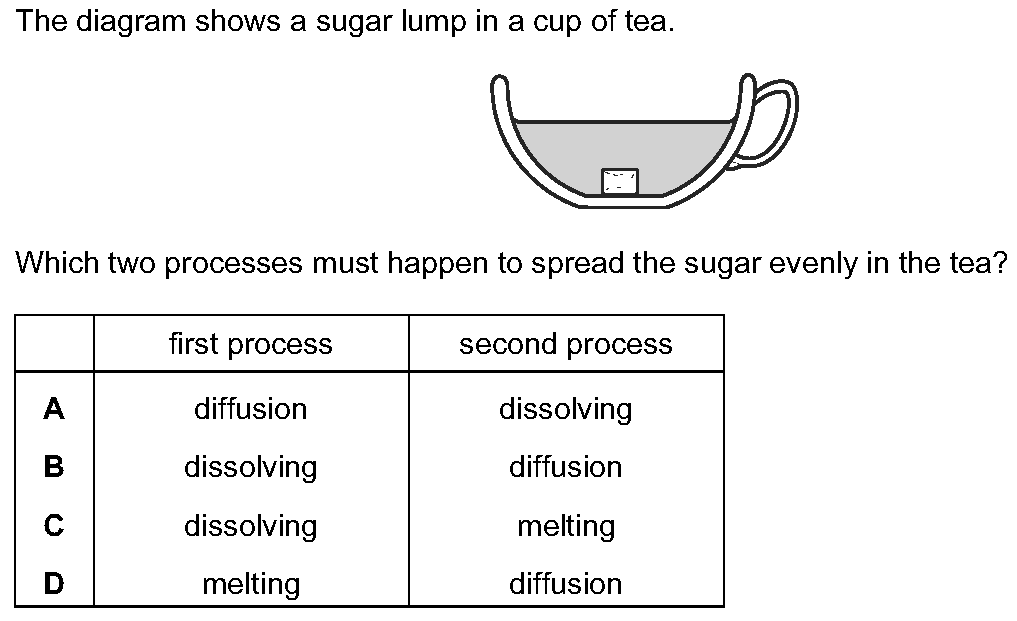 The diagram shows a sugar lump in a cup of tea.
Which two processes must happen to spread the sugar evenly in the tea?
first process second process
A diffusion dissolving
B dissolving diffusion
C dissolving melting
D melting diffusion